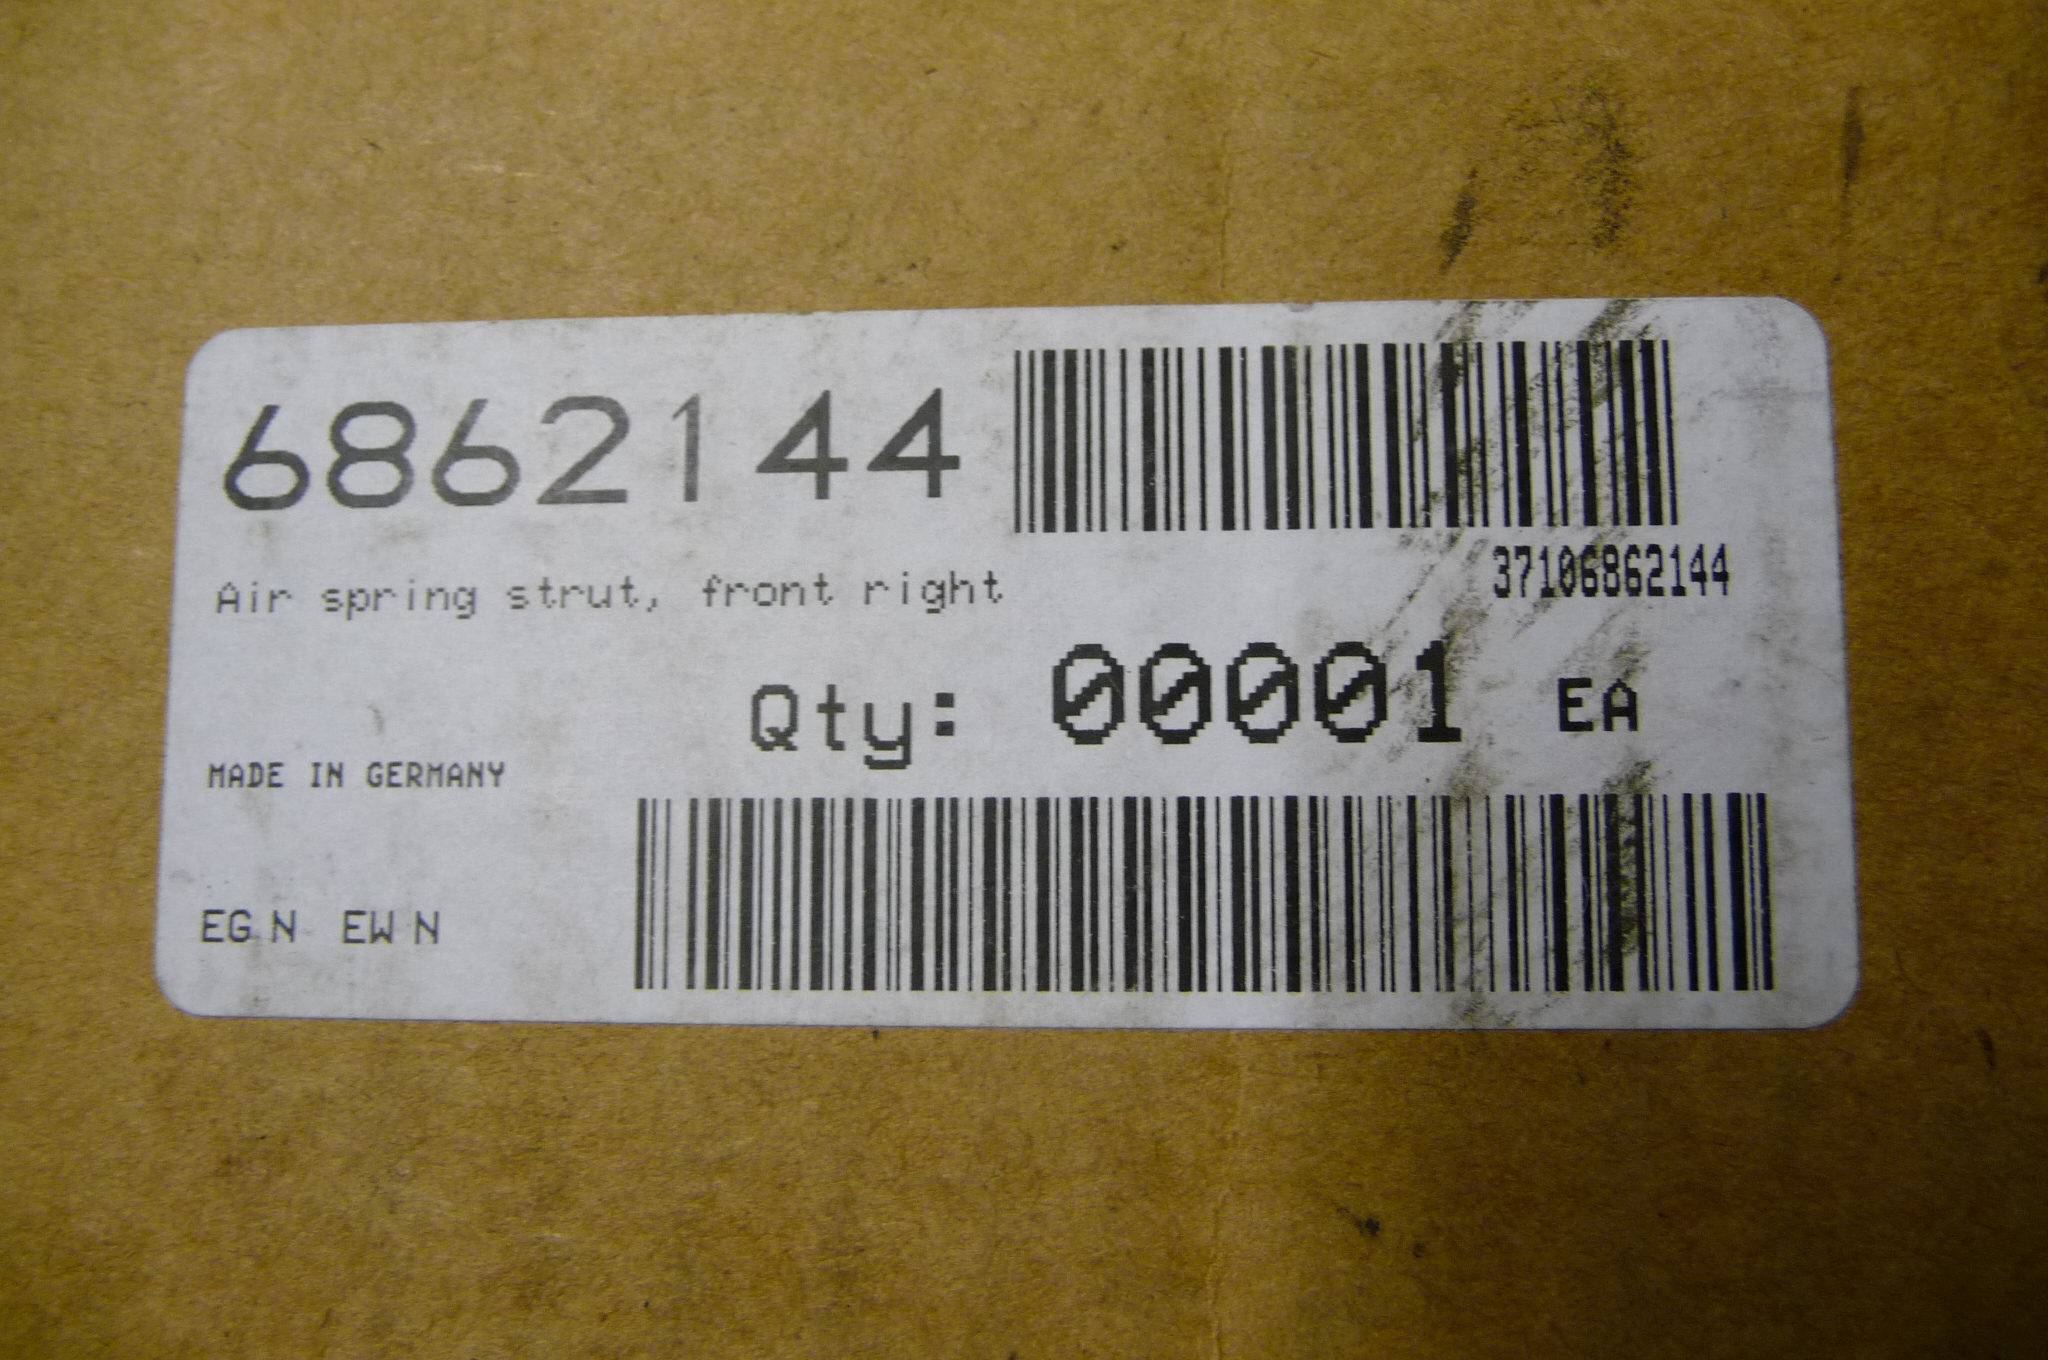 6862144
37106862144
Air spring strut, front right
Qty: 00001 EA
MADE IN GERMANY
EG N EW N